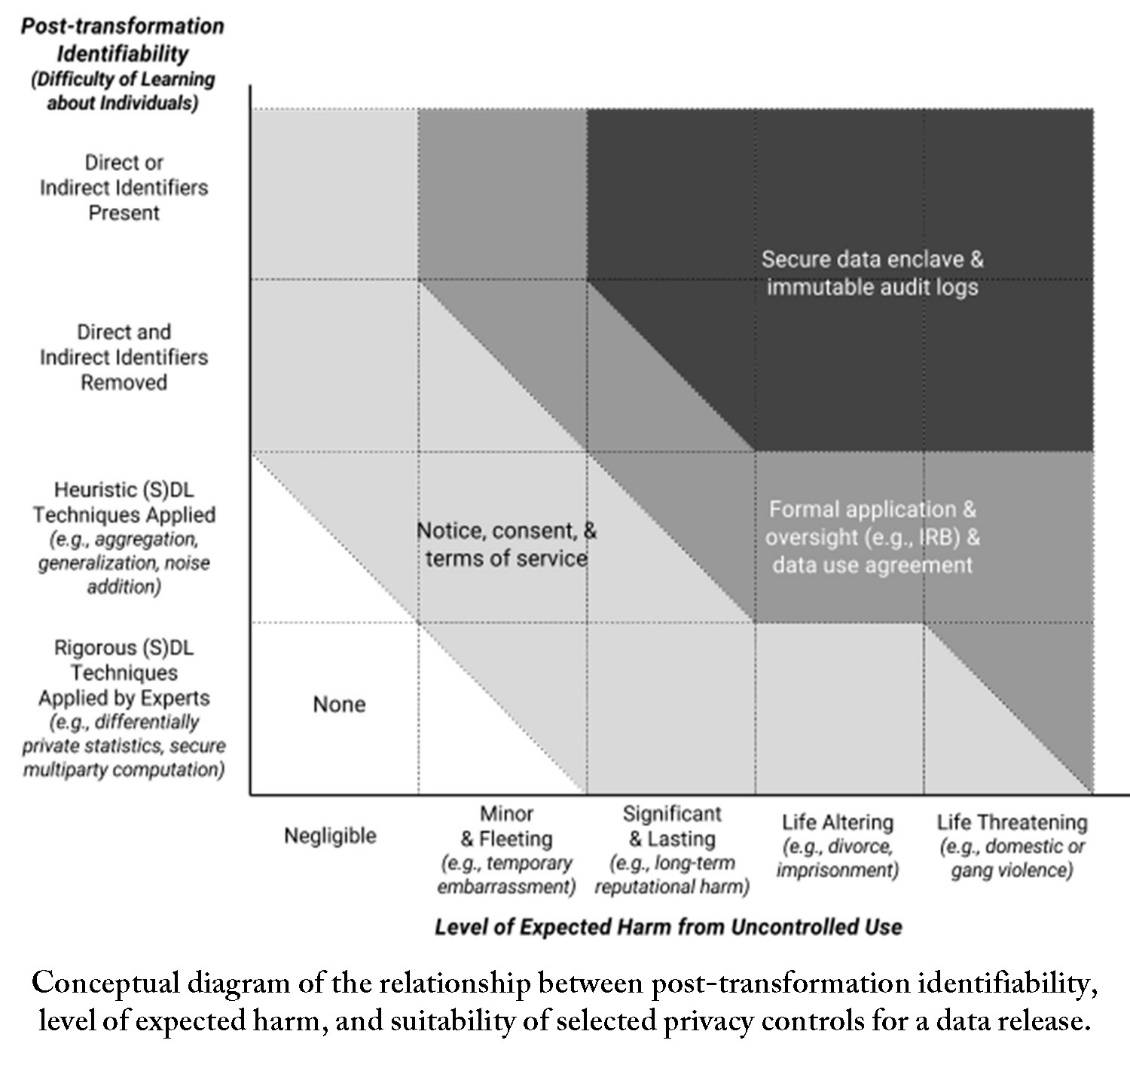 Post-transformation
Identifiability
(Difficulty of Learning
about Individuals)
Direct or
Indirect Identifiers
Present
Secure data enclave &
immutable audit logs
Direct and
Indirect Identifiers
Removed
Heuristic (S)DL
Techniques Applied
(e.g., aggregation,
generalization, noise
addition)
Notice, consent, &
terms of service
Formal application &
oversight (e.g., IRB) &
data use agreement
Rigorous (S)DL
Techniques
Applied by Experts
(e.g., differentially
private statistics, secure
multiparty computation)
None
Negligible
Minor
& Fleeting
(e.g., temporary
embarrassment)
Significant
& Lasting
(e.g., long-term
reputational harm)
Life Altering
(e.g., divorce,
imprisonment)
Life Threatening
(e.g., domestic or
gang violence)
Level of Expected Harm from Uncontrolled Use
Conceptual diagram of the relationship between post-transformation identifiability,
level of expected harm, and suitability of selected privacy controls for a data release.